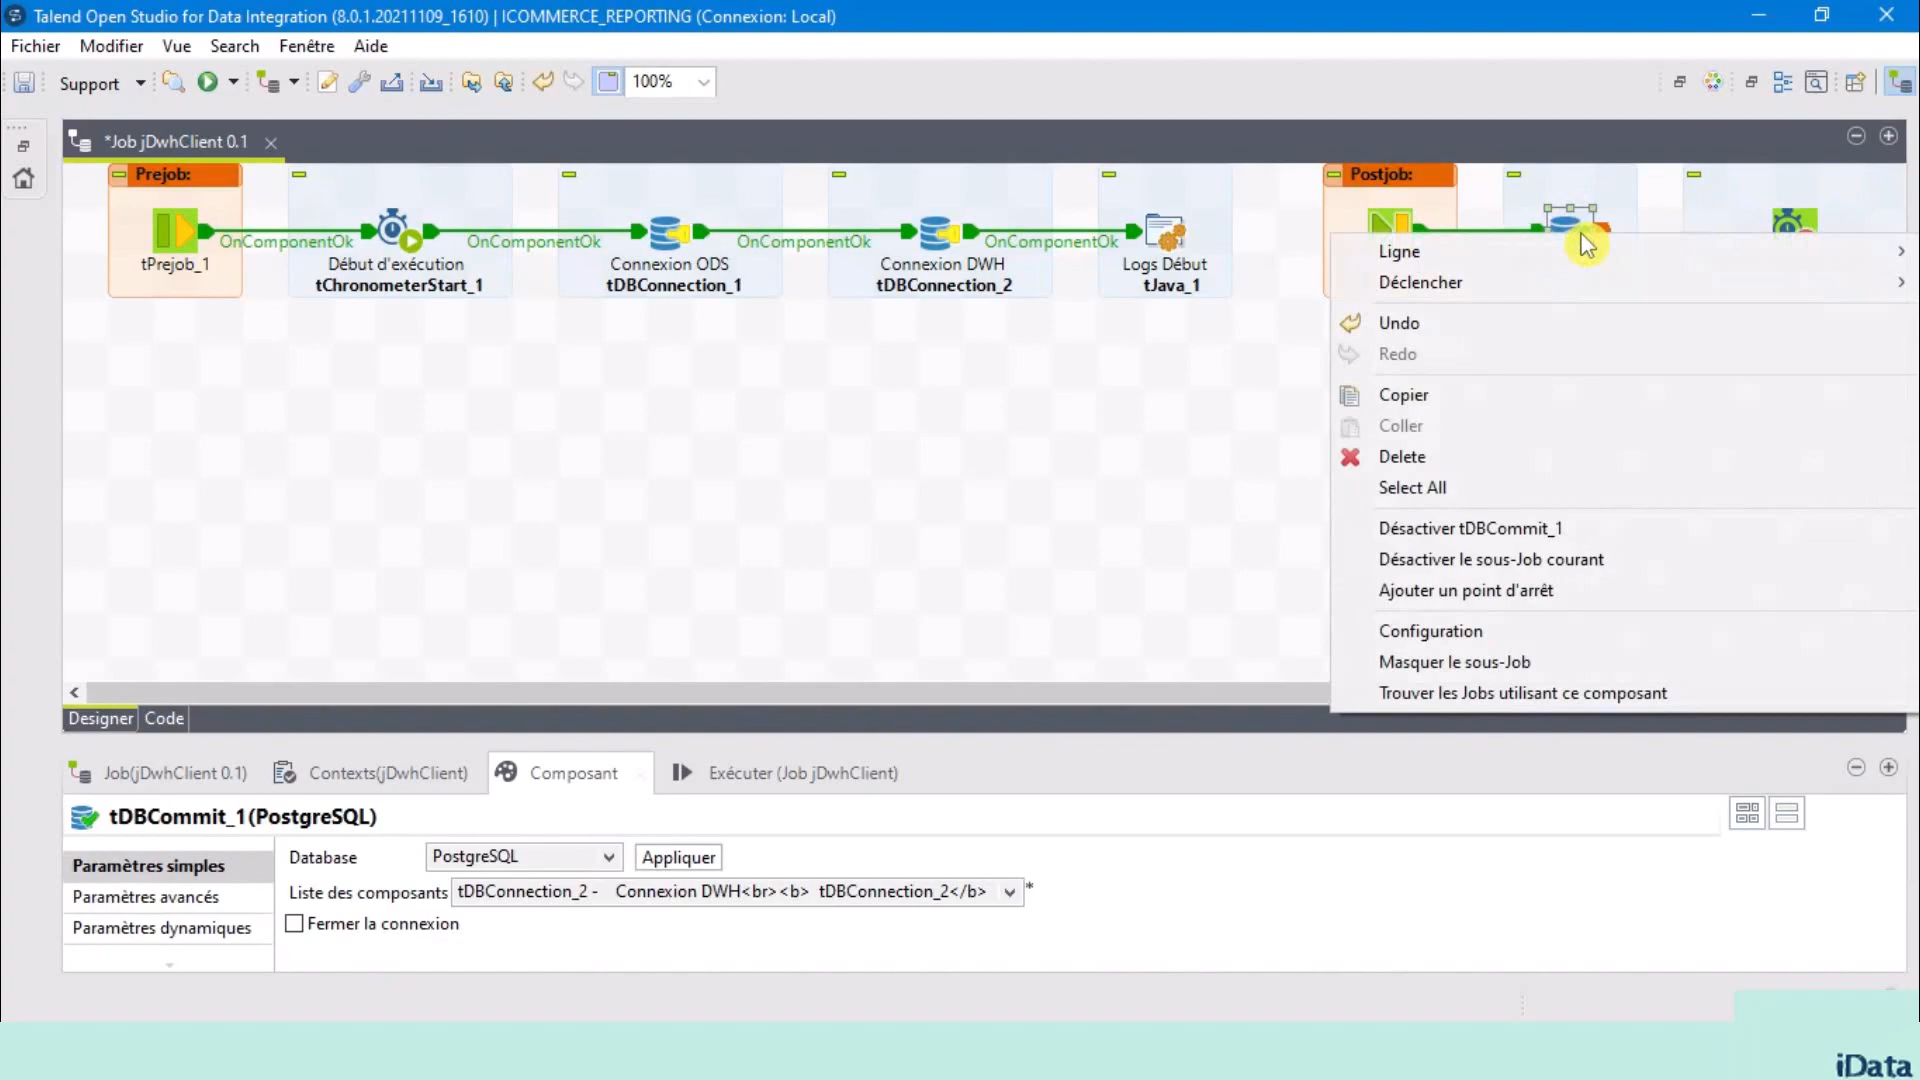 Talend Open Studio for Data Integration (8.0.1.20211109_1610) | ICOMMERCE_REPORTING (Connexion: Local)
Fichier Modifier Vue Search Fenêtre Aide
Support 100%
*Job jDwhClient 0.1
Prejob: Postjob:
OnComponentOk OnComponentOk OnComponentOk OnComponentOk
tPrejob_1
Début d'exécution
tChronometerStart_1
Connexion ODS
tDBConnection_1
Connexion DWH
tDBConnection_2
Logs Début
tJava_1
Ligne
Déclencher
Undo
Redo
Copier
Coller
Delete
Select All
Désactiver tDBCommit_1
Désactiver le sous-Job courant
Ajouter un point d'arrêt
Configuration
Masquer le sous-Job
Trouver les Jobs utilisant ce composant
Designer Code
Job(jDwhClient 0.1) Contexts(jDwhClient) Composant Exécuter (Job jDwhClient)
tDBCommit_1(PostgreSQL)
Paramètres simples
Paramètres avancés
Paramètres dynamiques
Database PostgreSQL Appliquer
Liste des composants tDBConnection_2 - Connexion DWH<br><b> tDBConnection_2</b> *
Fermer la connexion
iData